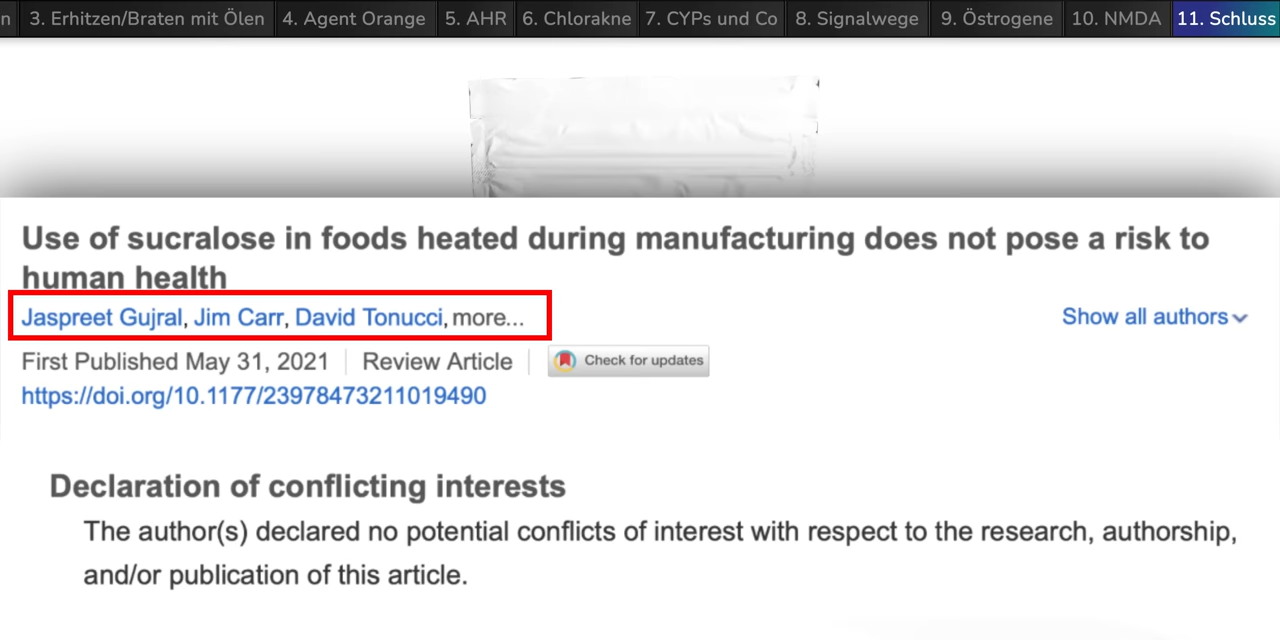 n
3. Erhitzen/Braten mit Ölen
4. Agent Orange
5. AHR
6. Chlorakne
7. CYPs und Co
8. Signalwege
9. Östrogene
10. NMDA
11. Schluss
Use of sucralose in foods heated during manufacturing does not pose a risk to
human health
Jaspreet Gujral, Jim Carr, David Tonucci, more...
Show all authors
First Published May 31, 2021
Review Article
Check for updates
https://doi.org/10.1177/23978473211019490
Declaration of conflicting interests
The author(s) declared no potential conflicts of interest with respect to the research, authorship,
and/or publication of this article.